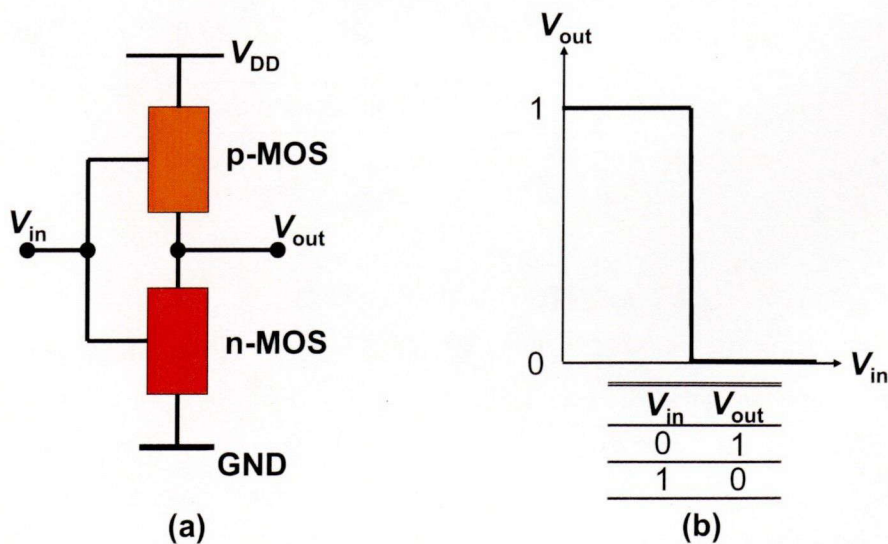 V_DD
p-MOS
V_in
V_out
n-MOS
GND
(a)
V_out
1
0
V_in
V_in V_out
0 1
1 0
(b)